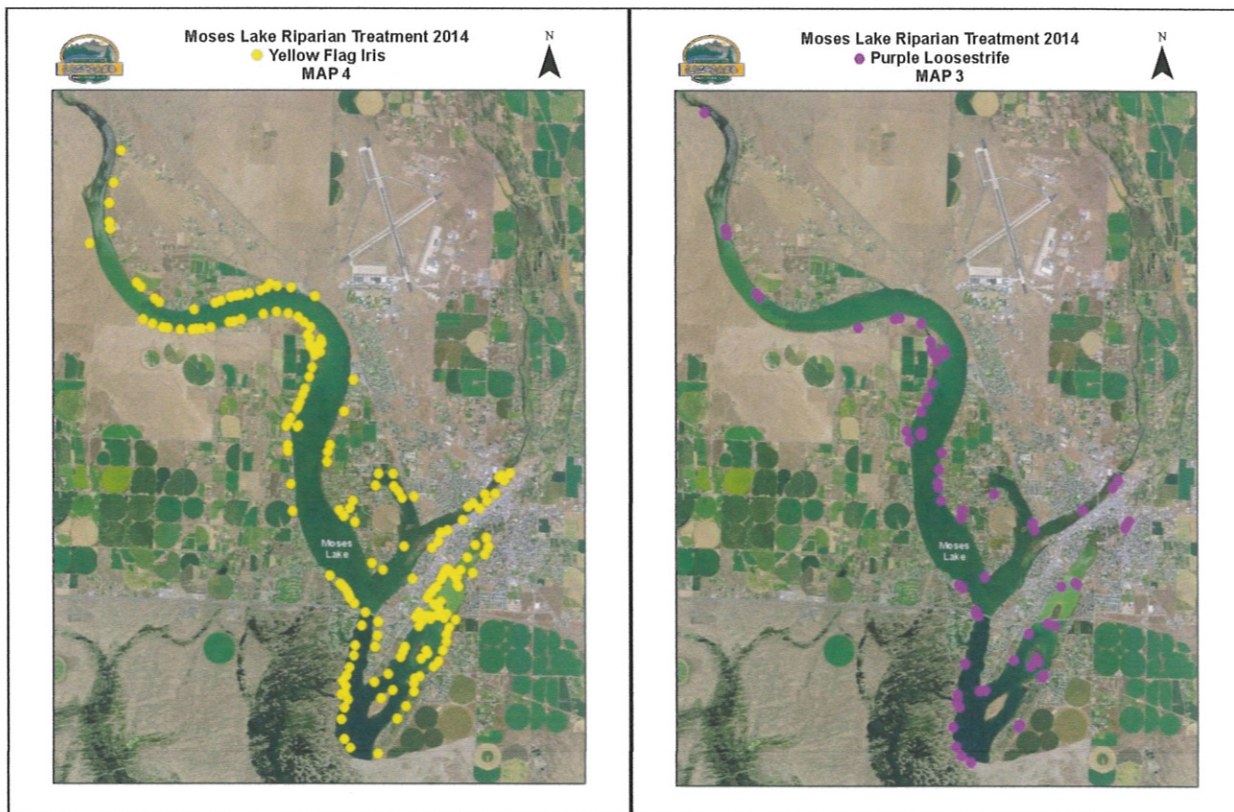 Moses Lake Riparian Treatment 2014
Yellow Flag Iris
MAP 4
N
Moses
Lake
Moses Lake Riparian Treatment 2014
Purple Loosestrife
MAP 3
N
Moses
Lake